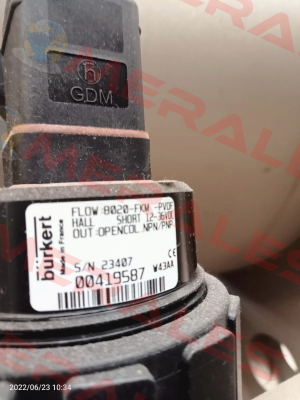 h
GDM
bürkert
Made in France
FLOW:8020-FKM -PVDF
HALL SHORT 12-36VDC
OUT:OPENCOL.NPN/PNP
CE
S/N 23407
00419587 W43AA
MERALES
2022/06/23 10:34